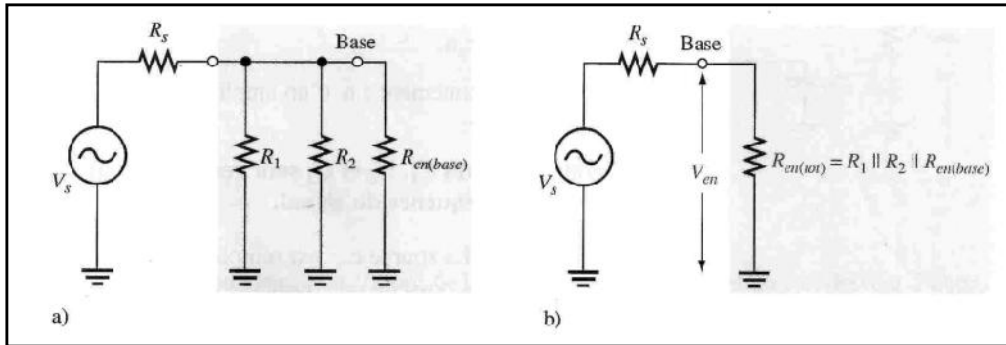 R_s
Base
V_s
R_1
R_2
R_en(base)
a)
R_s
Base
V_s
V_en
R_en(tot) = R_1 || R_2 || R_en(base)
b)